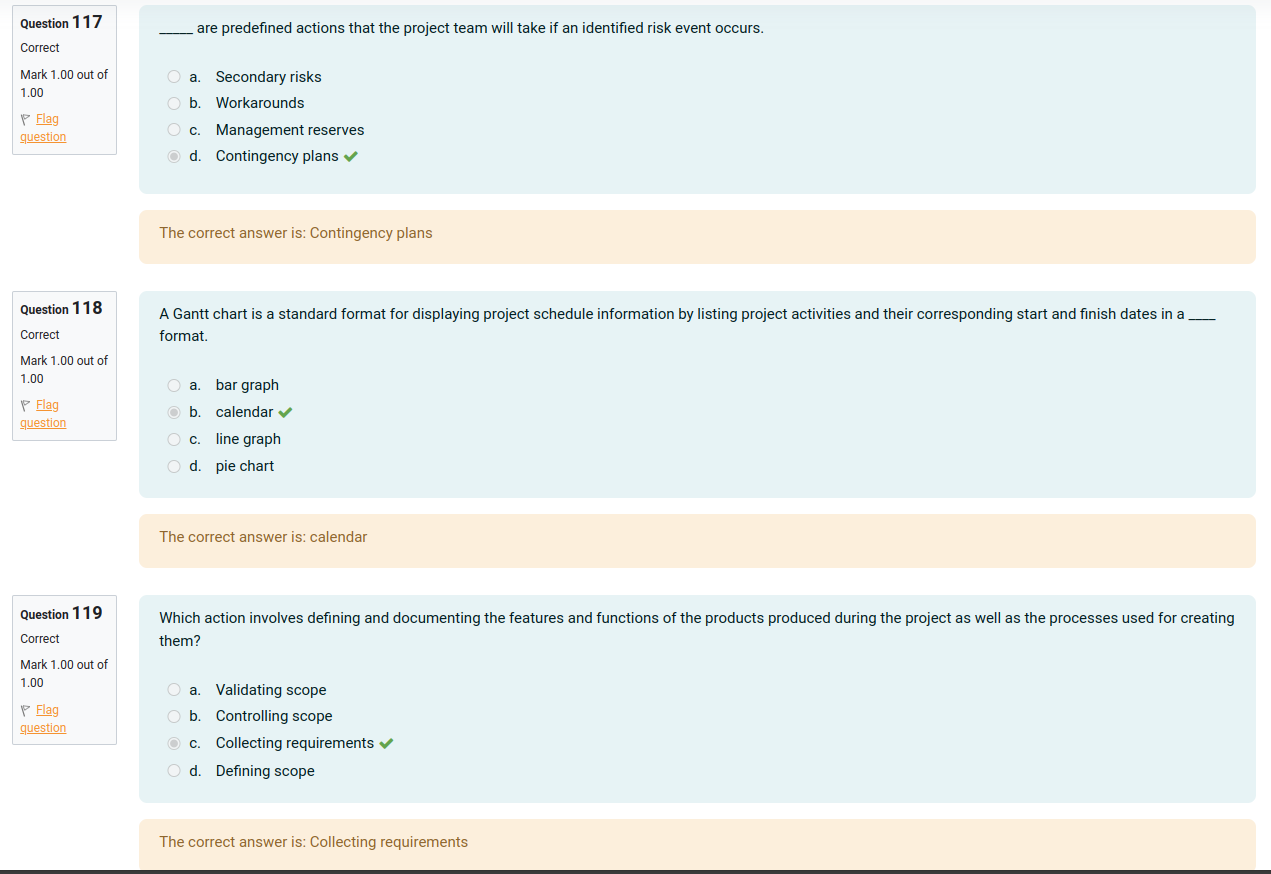 Question 117
Correct
Mark 1.00 out of
1.00
Flag
question
_____ are predefined actions that the project team will take if an identified risk event occurs.
a. Secondary risks
b. Workarounds
c. Management reserves
d. Contingency plans
The correct answer is: Contingency plans
Question 118
Correct
Mark 1.00 out of
1.00
Flag
question
A Gantt chart is a standard format for displaying project schedule information by listing project activities and their corresponding start and finish dates in a ____
format.
a. bar graph
b. calendar
c. line graph
d. pie chart
The correct answer is: calendar
Question 119
Correct
Mark 1.00 out of
1.00
Flag
question
Which action involves defining and documenting the features and functions of the products produced during the project as well as the processes used for creating
them?
a. Validating scope
b. Controlling scope
c. Collecting requirements
d. Defining scope
The correct answer is: Collecting requirements